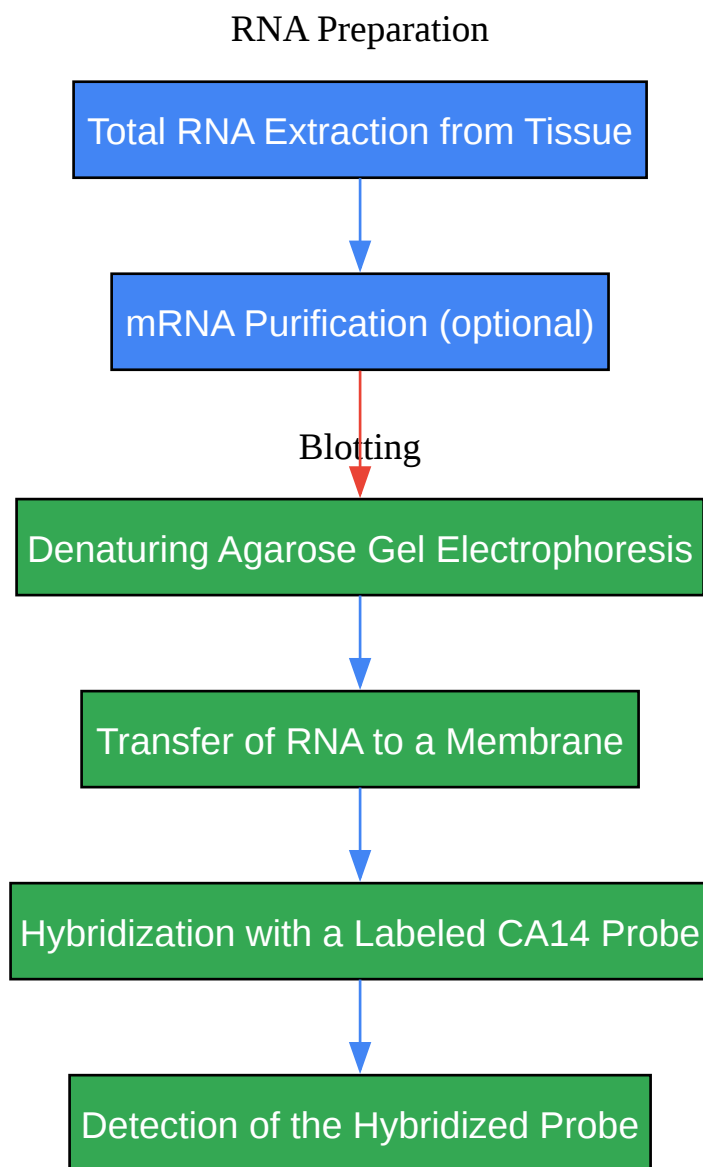 RNA Preparation
Total RNA Extraction from Tissue
mRNA Purification (optional)
Blotting
Denaturing Agarose Gel Electrophoresis
Transfer of RNA to a Membrane
Hybridization with a Labeled CA14 Probe
Detection of the Hybridized Probe